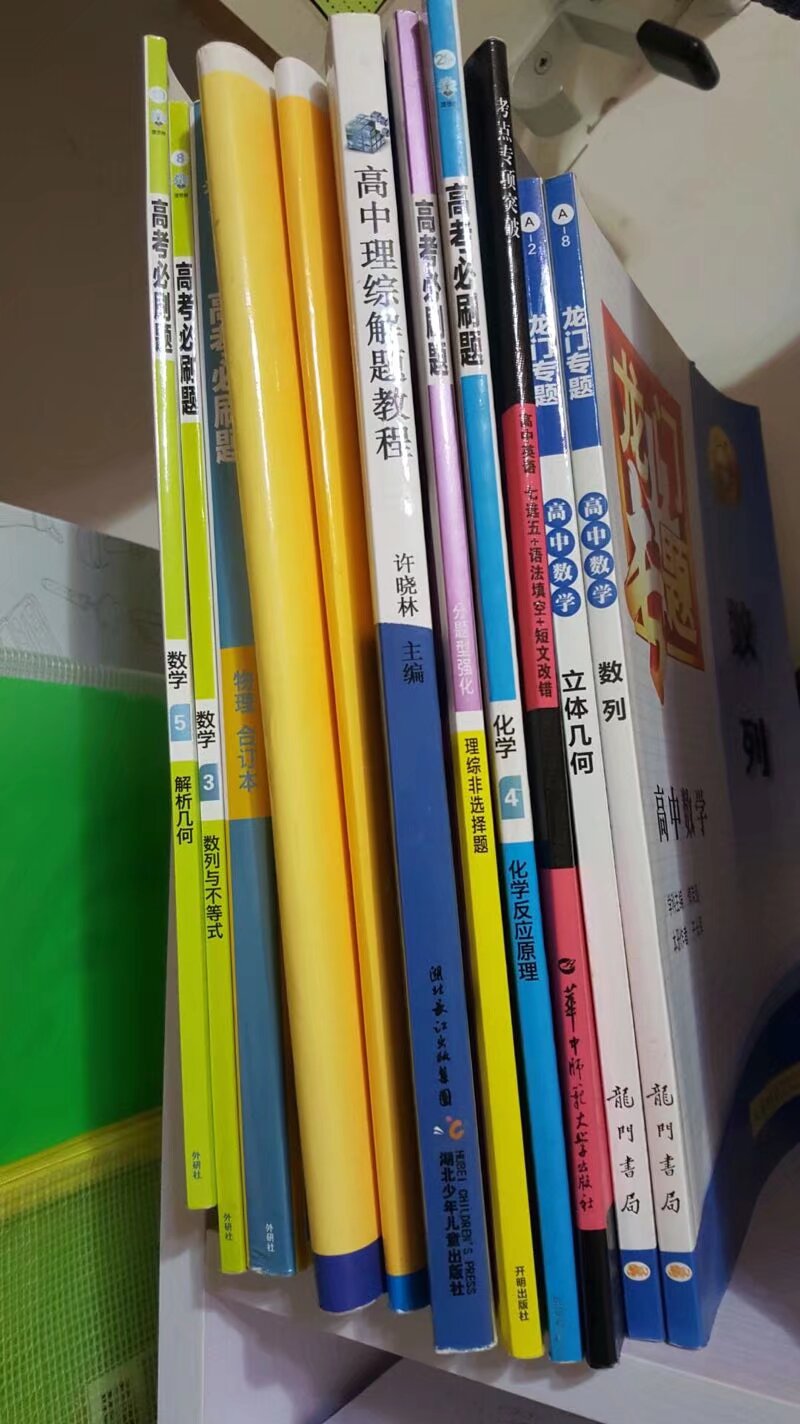 高考必刷题
数学
5
解析几何
外研社
8
高考必刷题
数学
3
数列与不等式
外研社
高考必刷题
物理 合订本
外研社
高中理综解题教程
许晓林
主编
湖北长江出版集团
HUBEI CHILDREN'S PRESS
湖北少年儿童出版社
高考必刷题
分题型强化
理综非选择题
开明出版社
高考必刷题
化学
4
化学反应原理
考点专项突破
高中英语 七选五+语法填空+短文改错
华中师范大学出版社
A-2
龙门专题
高中数学
立体几何
龍門書局
A-8
龙门专题
高中数学
数列
龍門書局
龙门专题
高中数学
数列